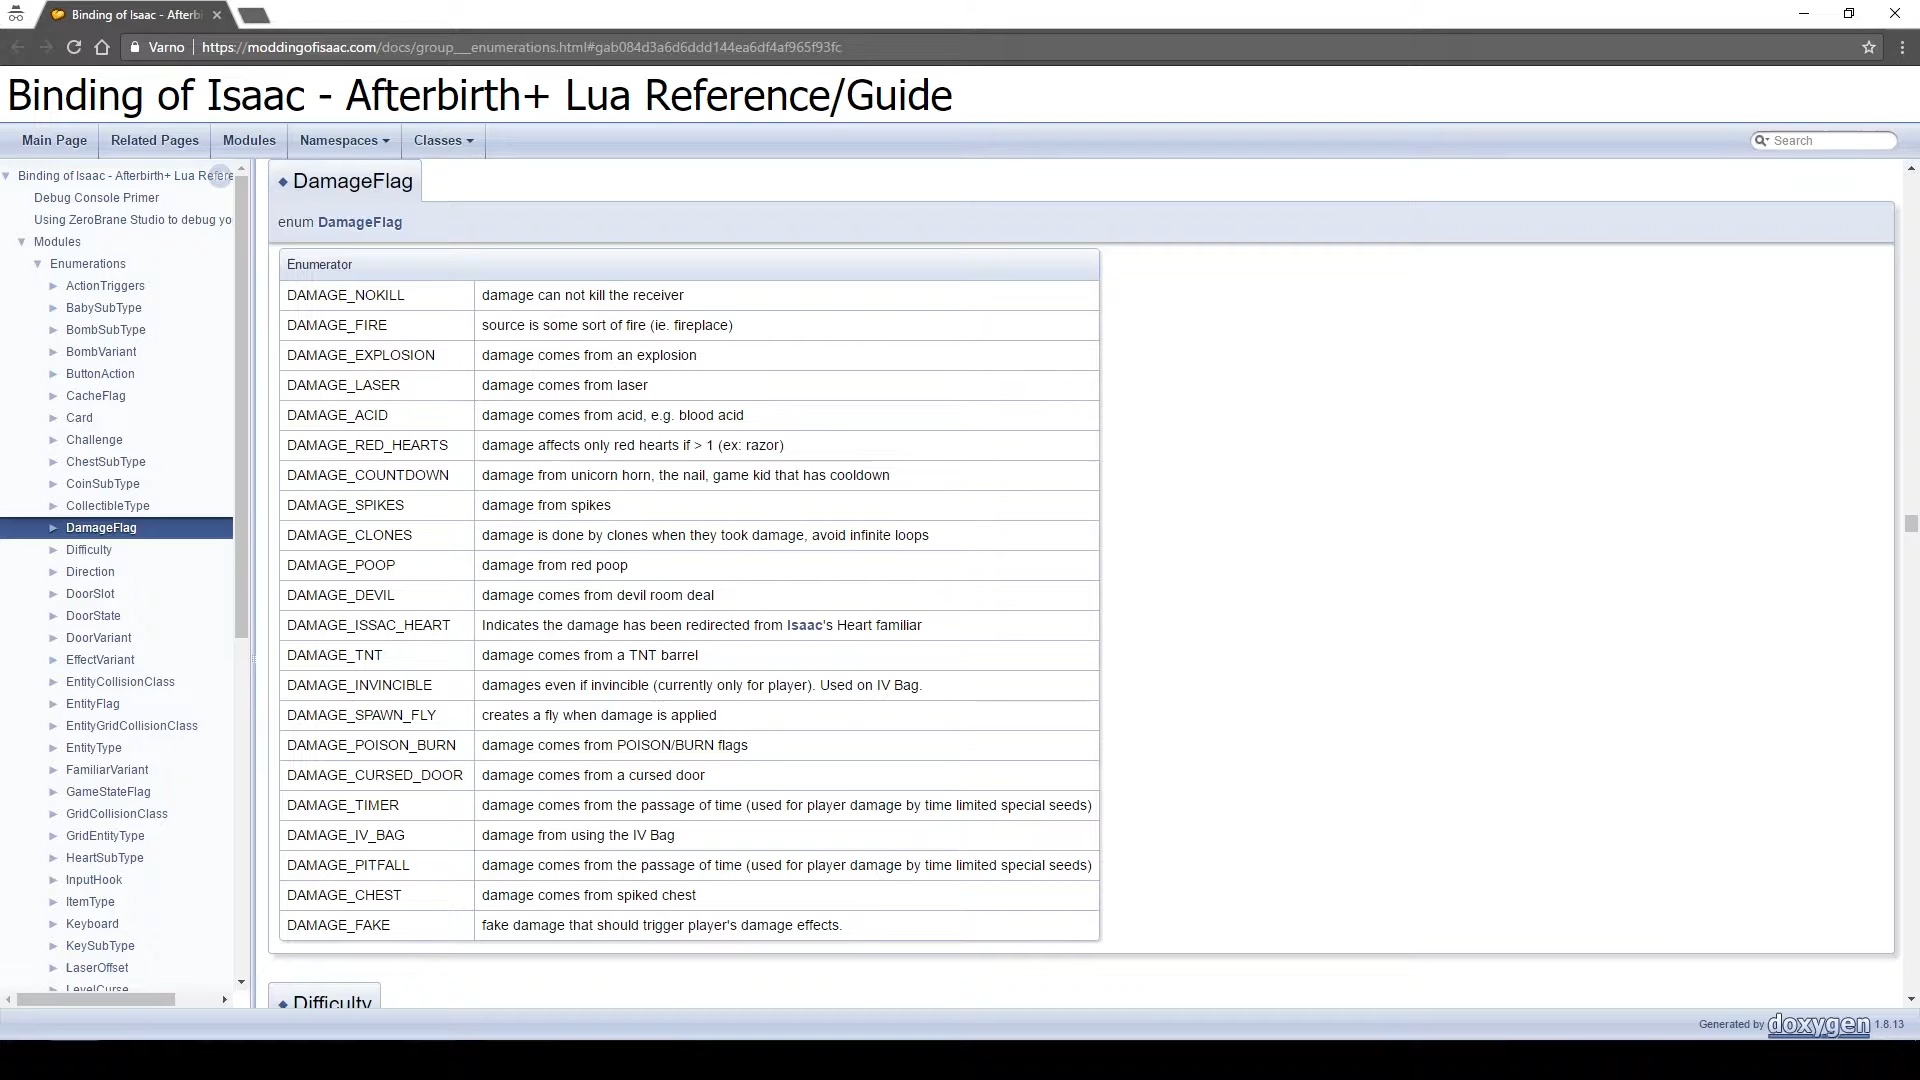 Binding of Isaac - Afterb
Varno
https://moddingofisaac.com/docs/group___enumerations.html#gab084d3a6d6ddd144ea6df4af965f93fc
Binding of Isaac - Afterbirth+ Lua Reference/Guide
Main Page
Related Pages
Modules
Namespaces
Classes
Search
Binding of Isaac - Afterbirth+ Lua Refere
Debug Console Primer
Using ZeroBrane Studio to debug yo
Modules
Enumerations
ActionTriggers
BabySubType
BombSubType
BombVariant
ButtonAction
CacheFlag
Card
Challenge
ChestSubType
CoinSubType
CollectibleType
DamageFlag
Difficulty
Direction
DoorSlot
DoorState
DoorVariant
EffectVariant
EntityCollisionClass
EntityFlag
EntityGridCollisionClass
EntityType
FamiliarVariant
GameStateFlag
GridCollisionClass
GridEntityType
HeartSubType
InputHook
ItemType
Keyboard
KeySubType
LaserOffset
LevelCurse
DamageFlag
enum DamageFlag
Enumerator
DAMAGE_NOKILL damage can not kill the receiver
DAMAGE_FIRE source is some sort of fire (ie. fireplace)
DAMAGE_EXPLOSION damage comes from an explosion
DAMAGE_LASER damage comes from laser
DAMAGE_ACID damage comes from acid, e.g. blood acid
DAMAGE_RED_HEARTS damage affects only red hearts if > 1 (ex: razor)
DAMAGE_COUNTDOWN damage from unicorn horn, the nail, game kid that has cooldown
DAMAGE_SPIKES damage from spikes
DAMAGE_CLONES damage is done by clones when they took damage, avoid infinite loops
DAMAGE_POOP damage from red poop
DAMAGE_DEVIL damage comes from devil room deal
DAMAGE_ISSAC_HEART Indicates the damage has been redirected from Isaac's Heart familiar
DAMAGE_TNT damage comes from a TNT barrel
DAMAGE_INVINCIBLE damages even if invincible (currently only for player). Used on IV Bag.
DAMAGE_SPAWN_FLY creates a fly when damage is applied
DAMAGE_POISON_BURN damage comes from POISON/BURN flags
DAMAGE_CURSED_DOOR damage comes from a cursed door
DAMAGE_TIMER damage comes from the passage of time (used for player damage by time limited special seeds)
DAMAGE_IV_BAG damage from using the IV Bag
DAMAGE_PITFALL damage comes from the passage of time (used for player damage by time limited special seeds)
DAMAGE_CHEST damage comes from spiked chest
DAMAGE_FAKE fake damage that should trigger player's damage effects.
Difficulty
Generated by doxygen 1.8.13